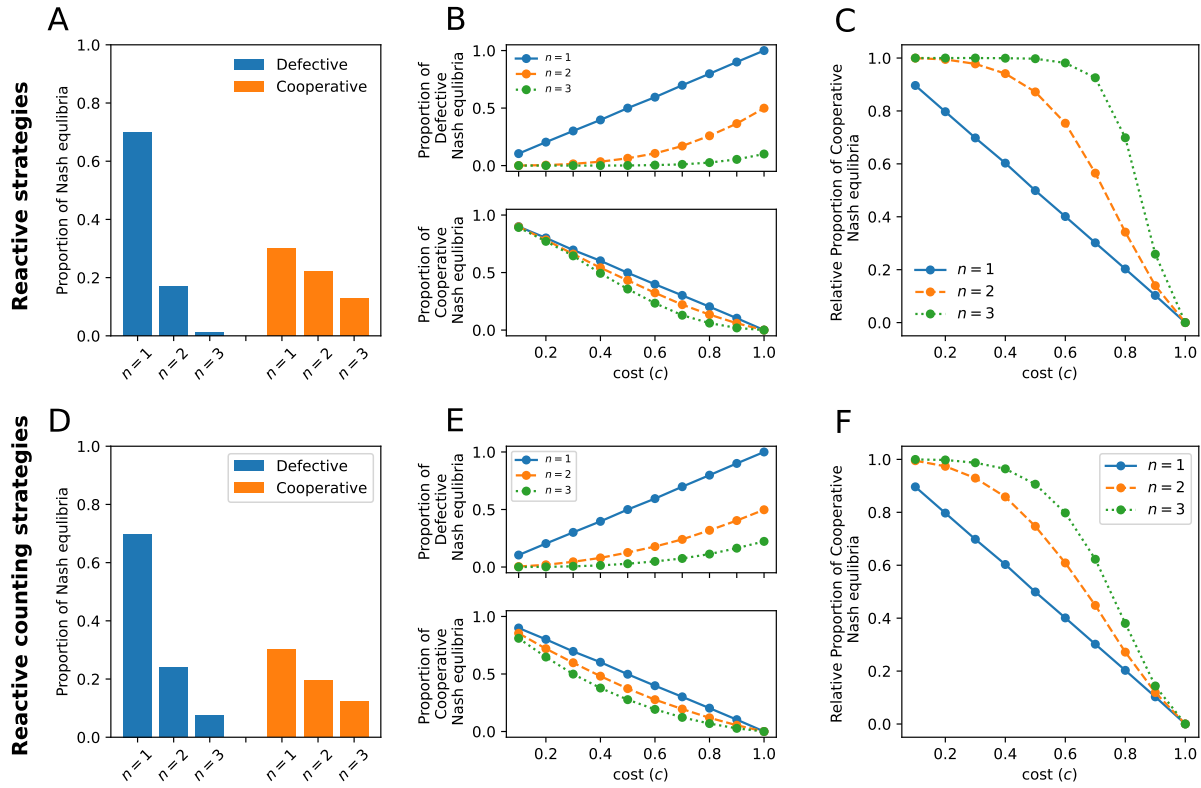 Reactive strategies
A
1.0
0.8
0.6
0.4
0.2
0.0
Proportion of Nash equlibria
Defective
Cooperative
n = 1
n = 2
n = 3
n = 1
n = 2
n = 3
B
Proportion of
Defective
Nash equlibria
1.0
0.5
0.0
n = 1
n = 2
n = 3
Proportion of
Cooperative
Nash equilibria
1.0
0.5
0.0
0.2
0.4
0.6
0.8
1.0
cost (c)
C
Relative Proportion of Cooperative
Nash equlibria
1.0
0.8
0.6
0.4
0.2
0.0
n = 1
n = 2
n = 3
0.2
0.4
0.6
0.8
1.0
cost (c)
Reactive counting strategies
D
1.0
0.8
0.6
0.4
0.2
0.0
Proportion of Nash equlibria
Defective
Cooperative
n = 1
n = 2
n = 3
n = 1
n = 2
n = 3
E
Proportion of
Defective
Nash equlibria
1.0
0.5
0.0
n = 1
n = 2
n = 3
Proportion of
Cooperative
Nash equilibria
1.0
0.5
0.0
0.2
0.4
0.6
0.8
1.0
cost (c)
F
Relative Proportion of Cooperative
Nash equlibria
1.0
0.8
0.6
0.4
0.2
0.0
n = 1
n = 2
n = 3
0.2
0.4
0.6
0.8
1.0
cost (c)